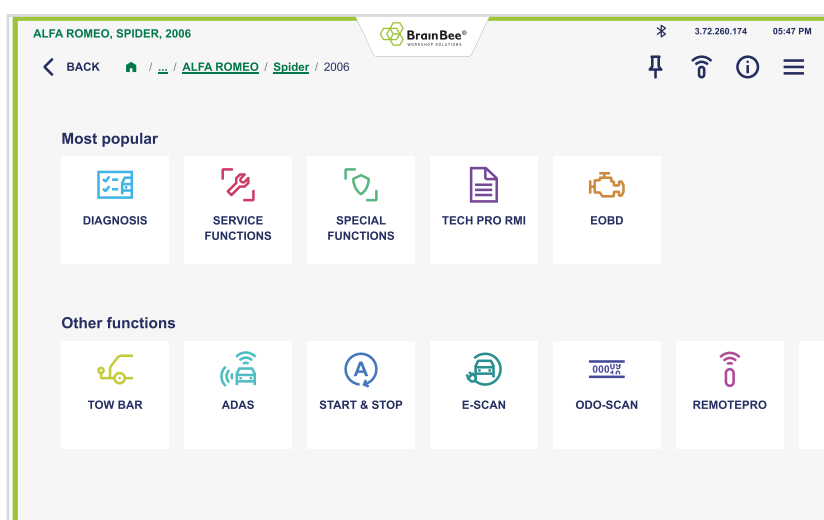 ALFA ROMEO, SPIDER, 2006
BrainBee®
WORKSHOP SOLUTIONS
3.72.260.174 05:47 PM
BACK / ... / ALFA ROMEO / Spider / 2006
Most popular
DIAGNOSIS
SERVICE
FUNCTIONS
SPECIAL
FUNCTIONS
TECH PRO RMI
EOBD
Other functions
TOW BAR
ADAS
A
START & STOP
E-SCAN
ODO-SCAN
REMOTEPRO